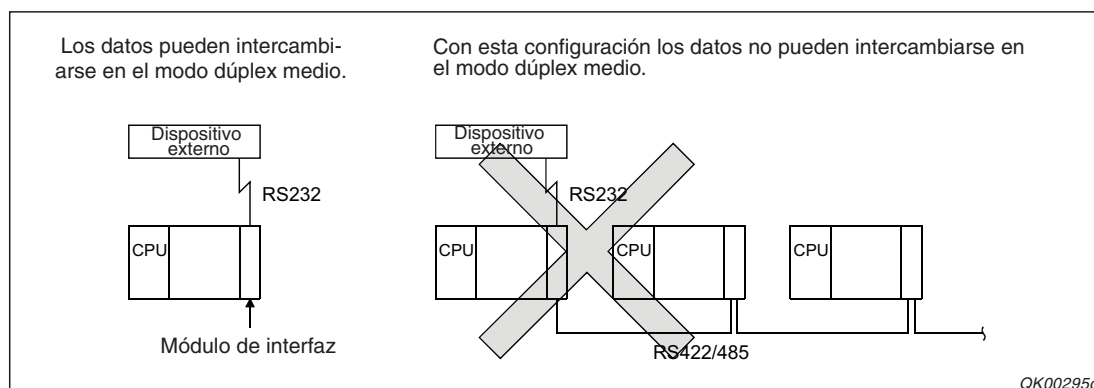 Los datos pueden intercambi-
arse en el modo dúplex medio.
Con esta configuración los datos no pueden intercambiarse en
el modo dúplex medio.
Dispositivo
externo
RS232
CPU
Módulo de interfaz
Dispositivo
externo
RS232
CPU
CPU
CPU
RS422/485
QK00295c